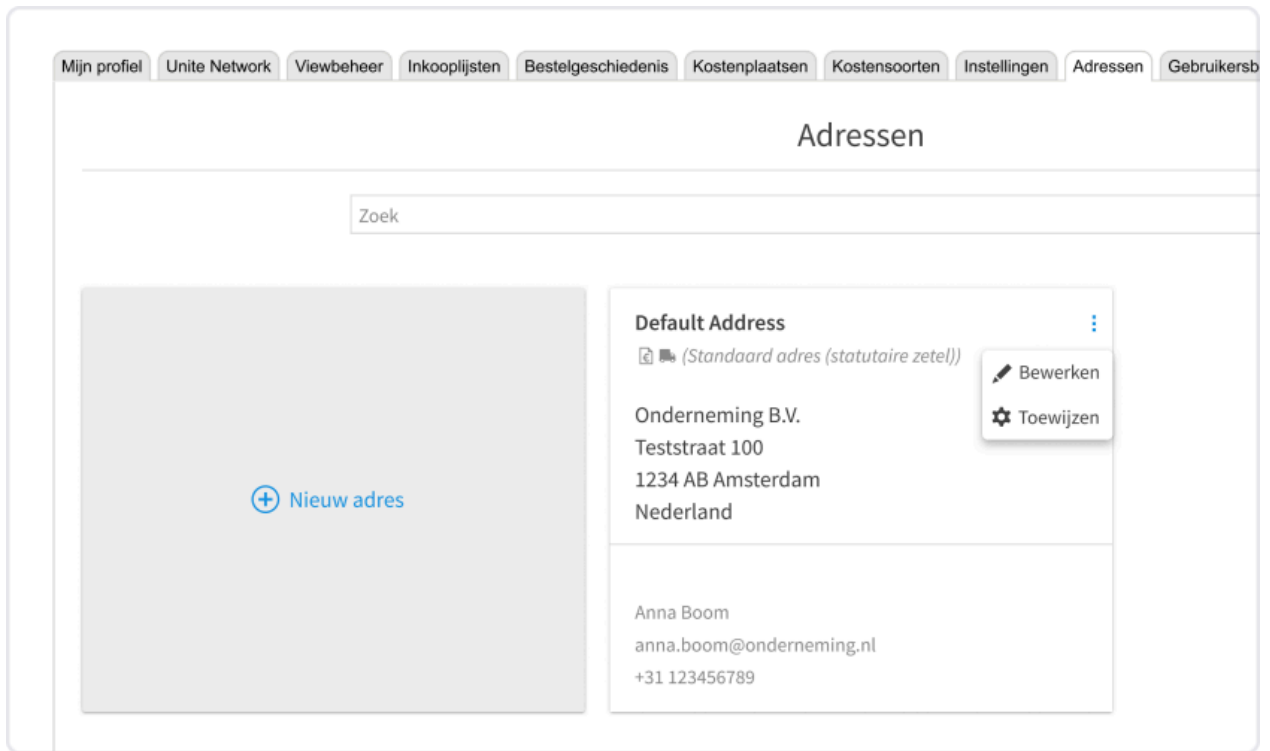 Mijn profiel Unite Network Viewbeheer Inkooplijsten Bestelgeschiedenis Kostenplaatsen Kostensoorten Instellingen Adressen Gebruikersb
Adressen
Zoek
Nieuw adres
Default Address
(Standaard adres (statutaire zetel))
Bewerken
Toewijzen
Onderneming B.V.
Teststraat 100
1234 AB Amsterdam
Nederland
Anna Boom
anna.boom@onderneming.nl
+31 123456789